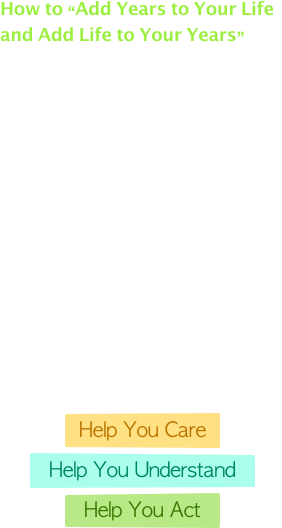 How to “Add Years to Your Life
and Add Life to Your Years”
Help You Care
Help You Understand
Help You Act